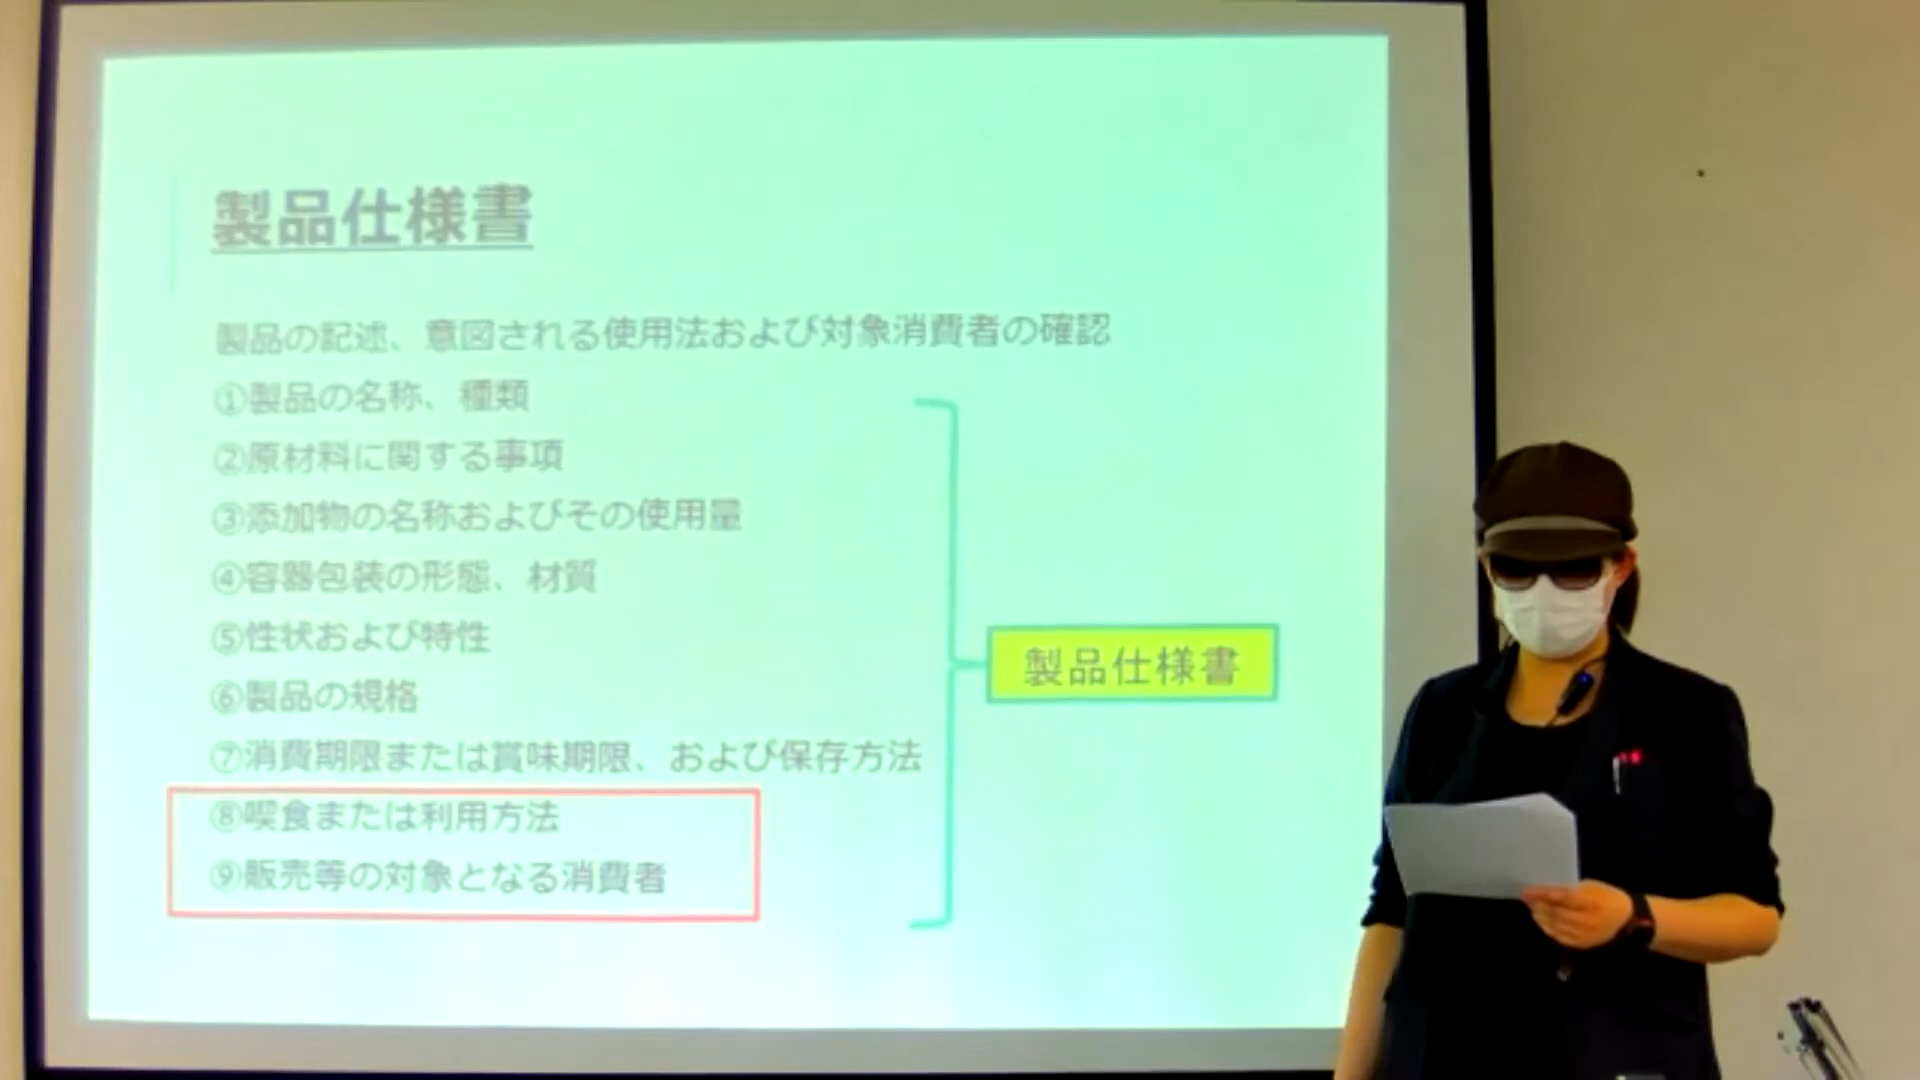 製品仕様書
製品の記述、意図される使用法および対象消費者の確認
①製品の名称、種類
②原材料に関する事項
③添加物の名称およびその使用量
④容器包装の形態、材質
⑤性状および特性
⑥製品の規格
⑦消費期限または賞味期限、および保存方法
⑧喫食または利用方法
⑨販売等の対象となる消費者
製品仕様書